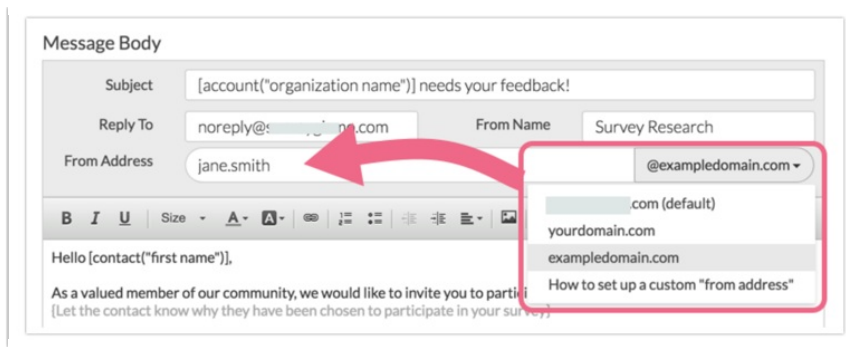 Message Body
Subject [account("organization name")] needs your feedback!
Reply To noreply@ .com From Name Survey Research
From Address jane.smith @exampledomain.com
.com (default)
yourdomain.com
exampledomain.com
How to set up a custom "from address"
B I U Size A A
Hello [contact("first name")],
As a valued member of our community, we would like to invite you to
[Let the contact know why they have been chosen to participate in your survey]